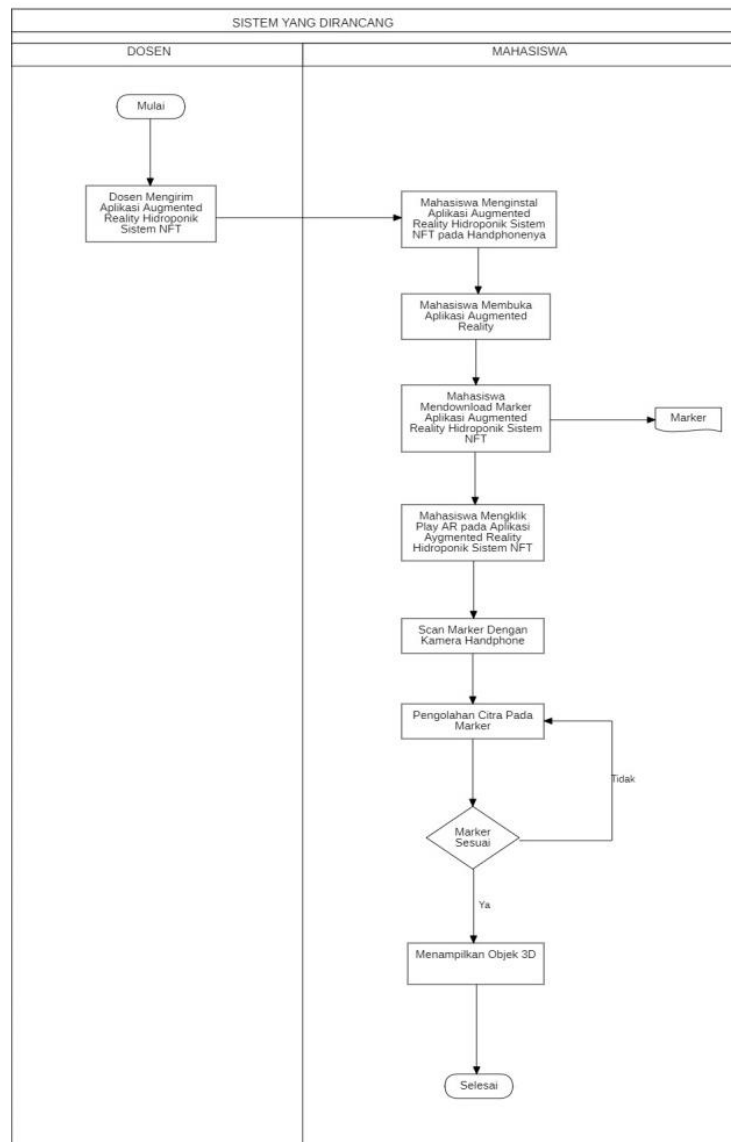 SISTEM YANG DIRANCANG
DOSEN
MAHASISWA
Mulai
Dosen Mengirim
Aplikasi Augmented
Reality Hidroponik
Sistem NFT
Mahasiswa Menginstal
Aplikasi Augmented
Reality Hidroponik Sistem
NFT pada Handphonenya
Mahasiswa Membuka
Aplikasi Augmented
Reality
Mahasiswa
Mendownload Marker
Aplikasi Augmented
Reality Hidroponik Sistem
NFT
Marker
Mahasiswa Mengklik
Play AR pada Aplikasi
Aygmented Reality
Hidroponik Sistem NFT
Scan Marker Dengan
Kamera Handphone
Pengolahan Citra Pada
Marker
Tidak
Marker
Sesuai
Ya
Menampilkan Objek 3D
Selesai